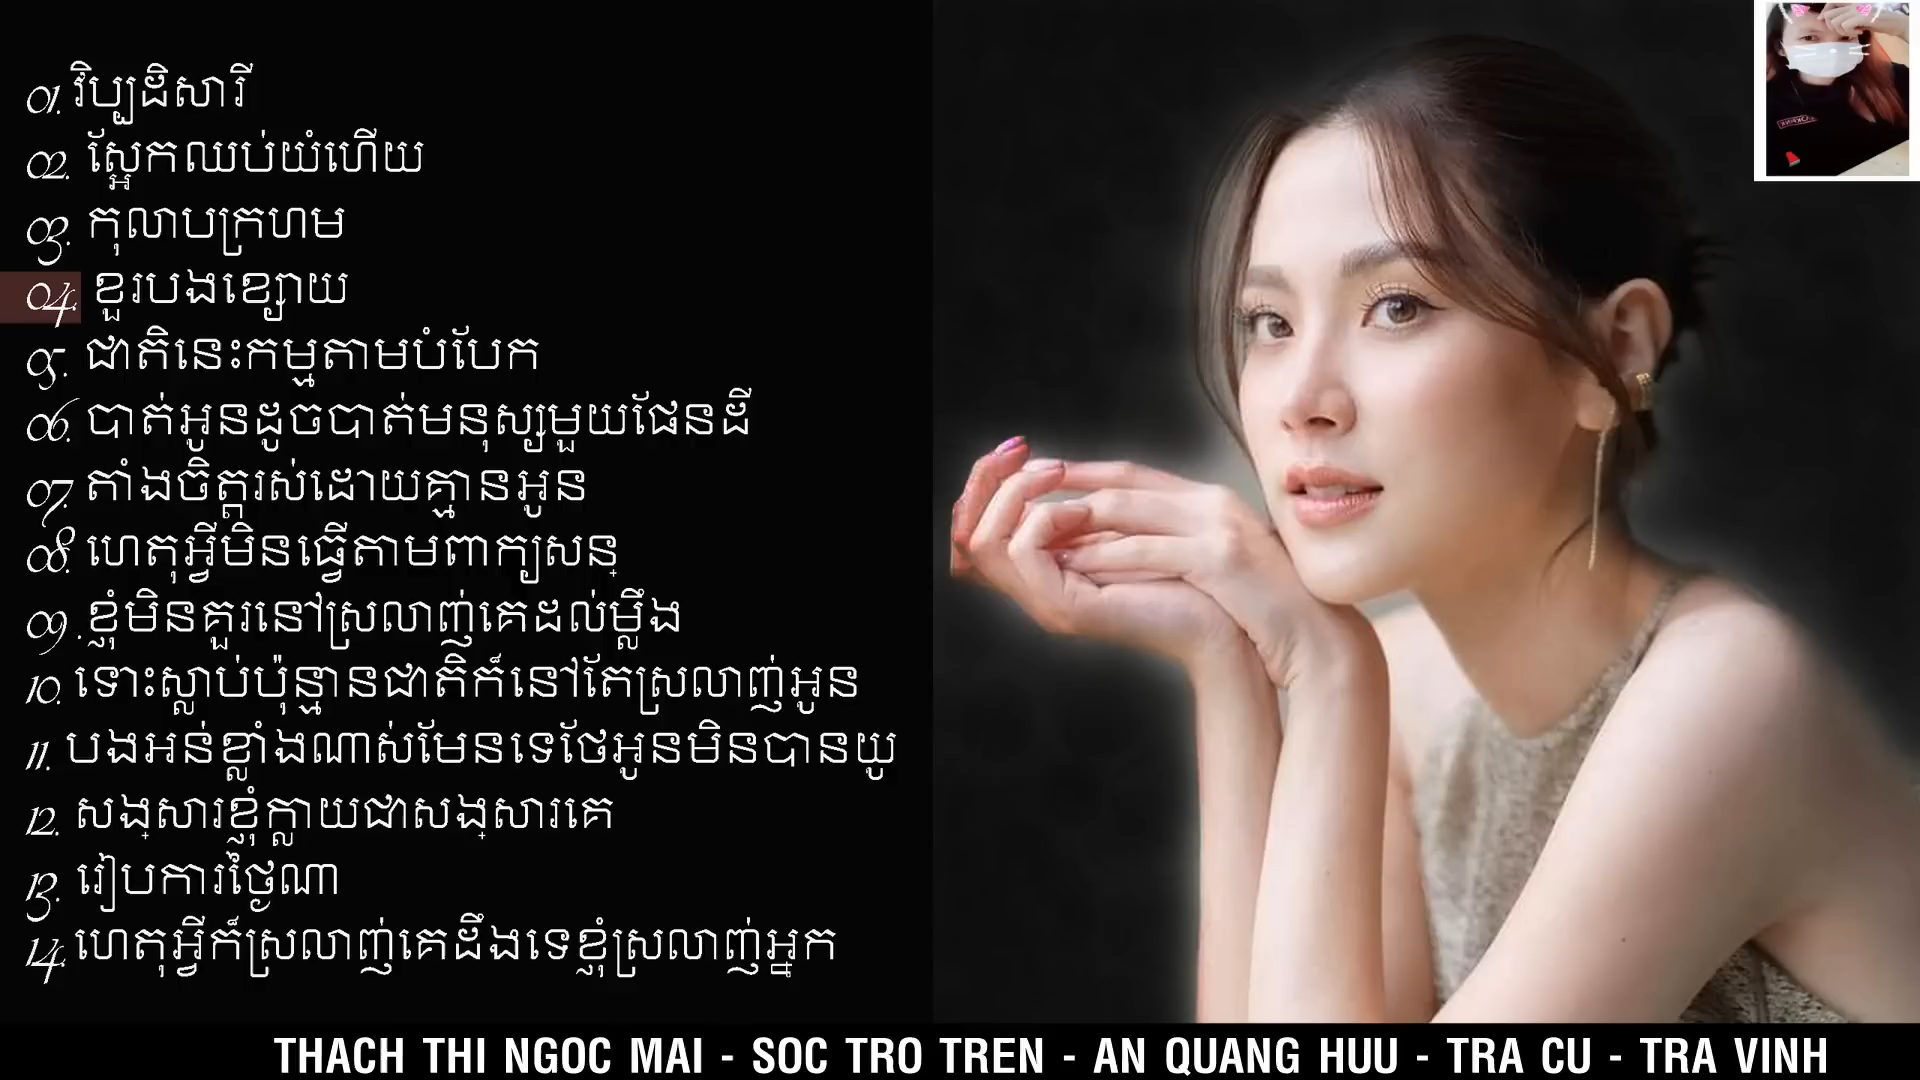 01. វិប្បដិសារី
02. ស្អែកឈប់យំហើយ
03. កុលាបក្រហម
04. ខួរបងខ្សោយ
05. ជាតិនេះកម្មតាមបំបែក
06. បាត់អូនដូចបាត់មនុស្សមួយផែនដី
07. តាំងចិត្តរស់ដោយគ្មានអូន
08. ហេតុអ្វីមិនធ្វើតាមពាក្យសន្យ
09. ខ្ញុំមិនគួរនៅស្រលាញ់គេដល់ម្លឹង
10. ទោះស្លាប់ប៉ុន្មានជាតិក៏នៅតែស្រលាញ់អូន
11. បងអន់ខ្លាំងណាស់មែនទេថែអូនមិនបានយូ
12. សង្សារខ្ញុំក្លាយជាសង្សារគេ
13. រៀបការថ្ងៃណា
14. ហេតុអ្វីក៏ស្រលាញ់គេដឹងទេខ្ញុំស្រលាញ់អ្នក
THACH THI NGOC MAI - SOC TRO TREN - AN QUANG HUU - TRA CU - TRA VINH